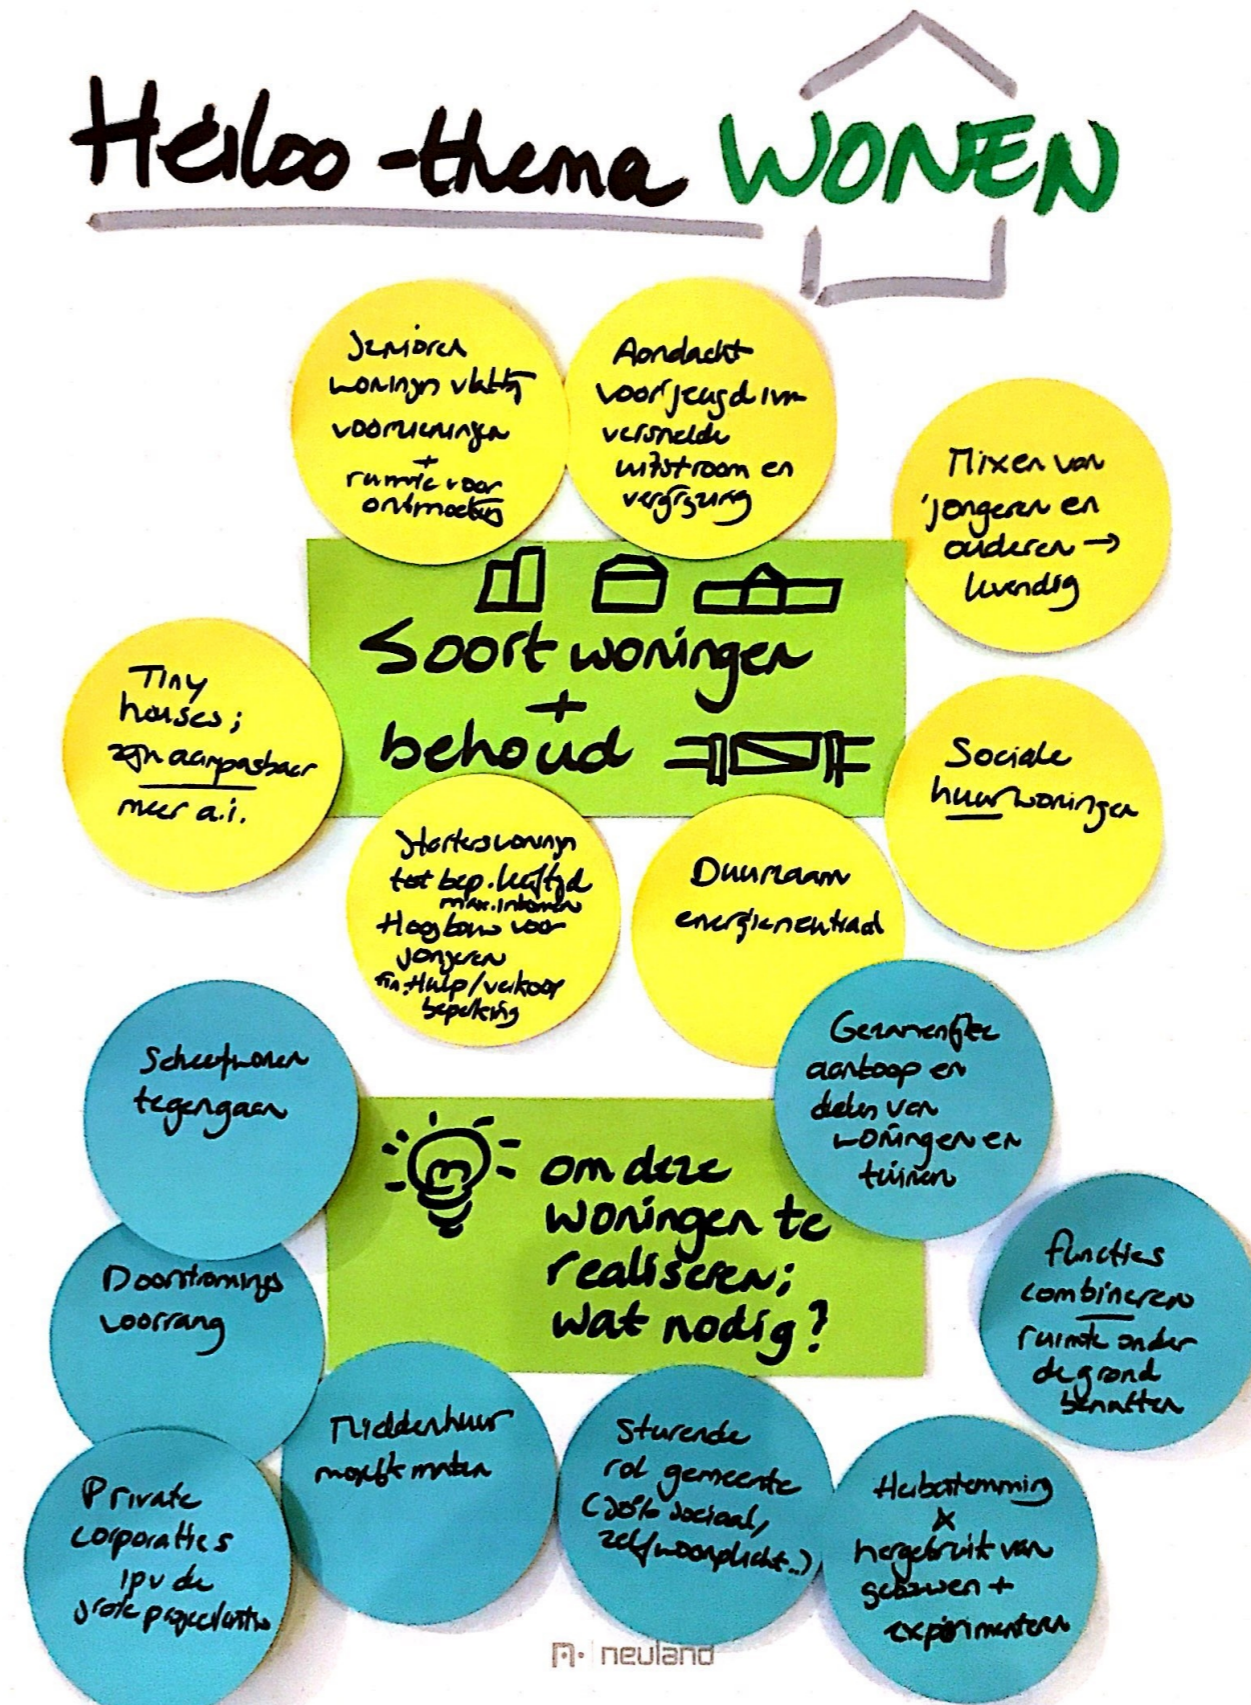 Heiloo-thema WONEN
Senioren
woningen vlakbij
voorzieningen
+
ruimte voor
ontmoeting
Aandacht
voor jeugd ivm
versnelde
uitstroom en
vergrijzing
Mixen van
jongeren en
ouderen →
levendig
Soort woningen
+
behoud
Tiny
houses;
zijn aanpasbaar
meer a.i.
Sociale
huurwoningen
Starterswoningen
tot bep. leeftijd
max. inkomen
Hoogbouw voor
jongeren
Fin. Hulp/verkoop
beperking
Duurzaam
energieneutraal
Scheefwonen
tegengaan
Gezamenlijke
aankoop en
delen van
woningen en
tuinen
om deze
woningen te
realiseren;
wat nodig?
Doorstromings
voorrang
functies
combineren
ruimte onder
de grond
benutten
Middenhuur
mogelijk maken
Sturende
rol gemeente
(30% sociaal,
zelfwoonplicht..)
Herbestemming
&
hergebruik van
gebouwen +
experimenteren
Private
corporaties
ipv de
grote projectontw
neuland